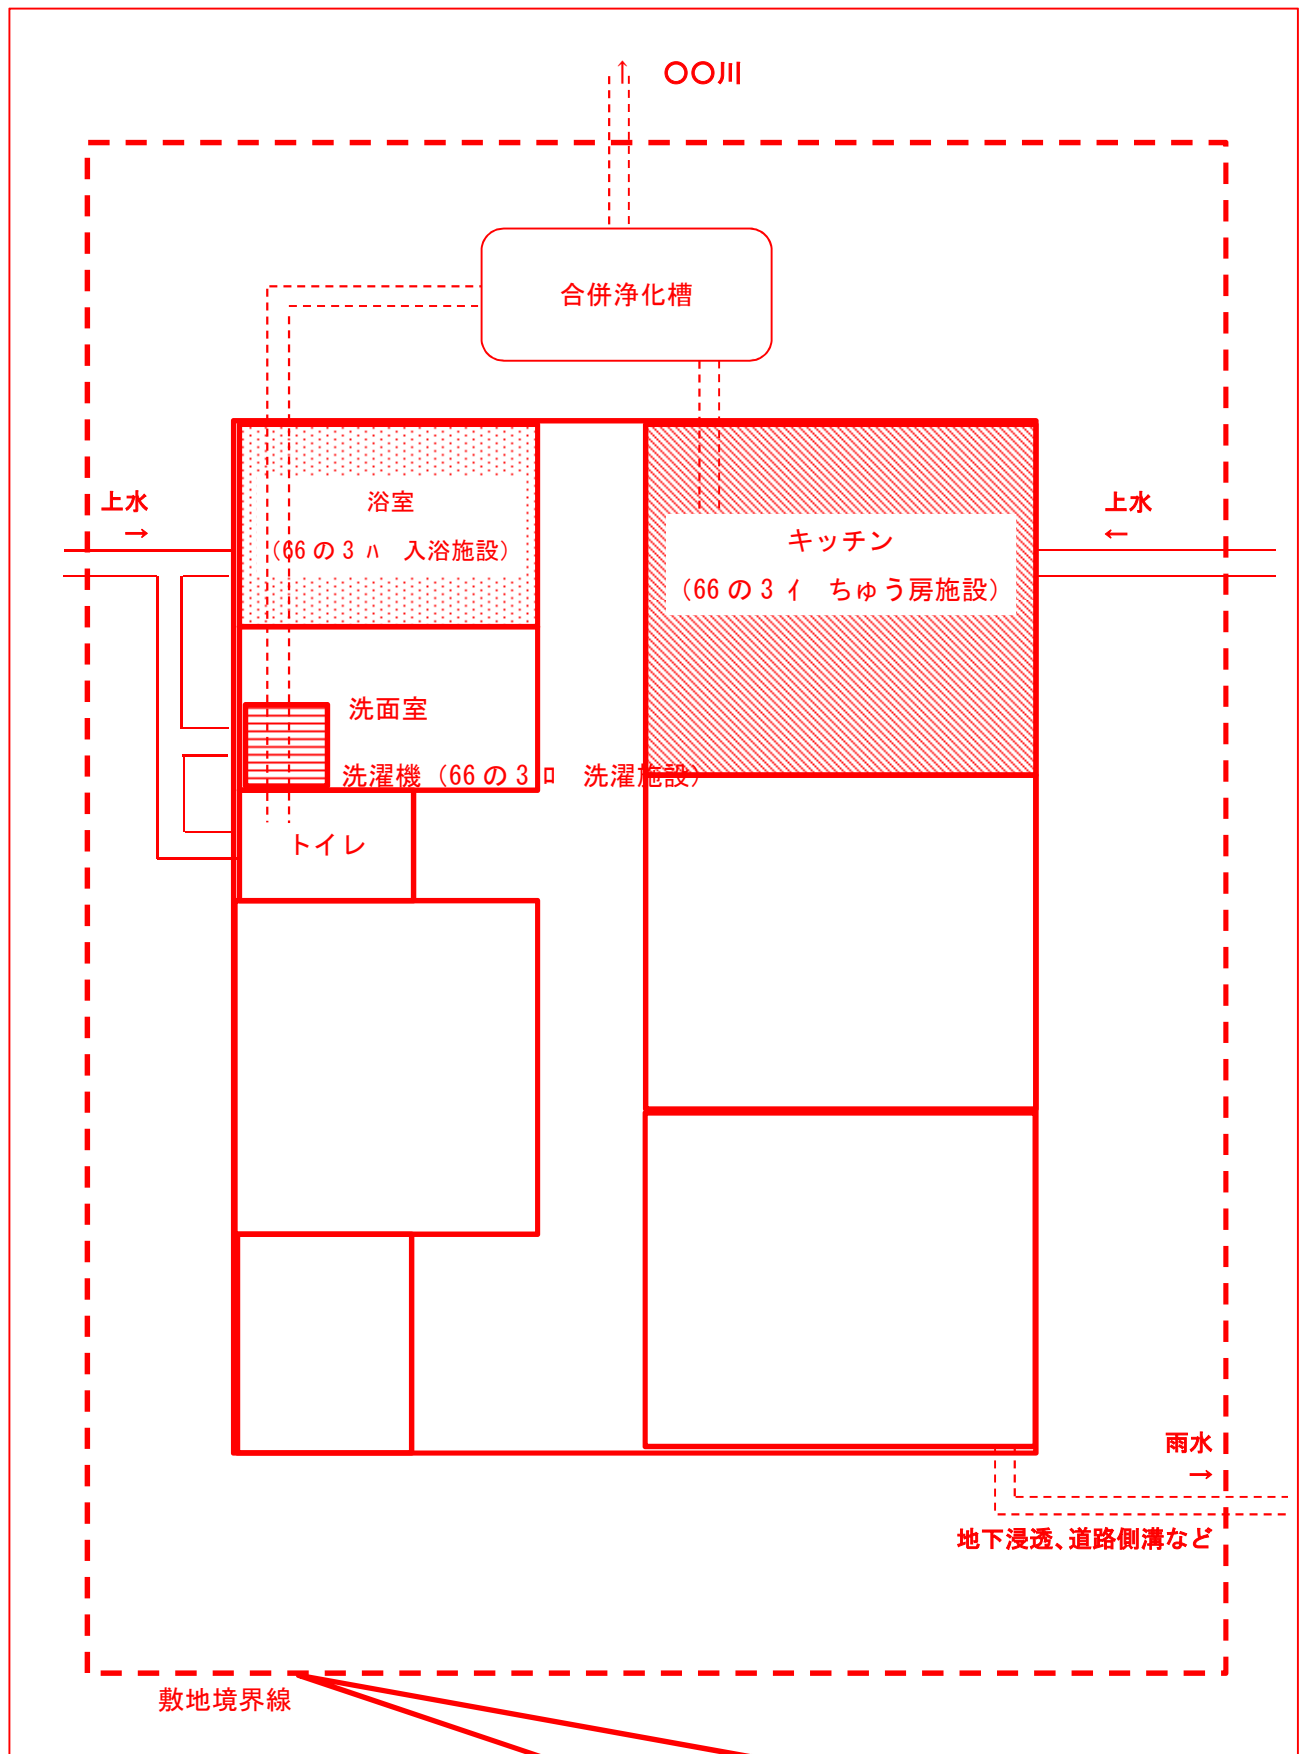 ↑ 〇〇川
合併浄化槽
上水
→
浴室
（66の3 ハ 入浴施設）
キッチン
（66の3 イ ちゅう房施設）
上水
←
洗面室
洗濯機（66の3 ロ 洗濯施設）
トイレ
雨水
→
地下浸透、道路側溝など
敷地境界線